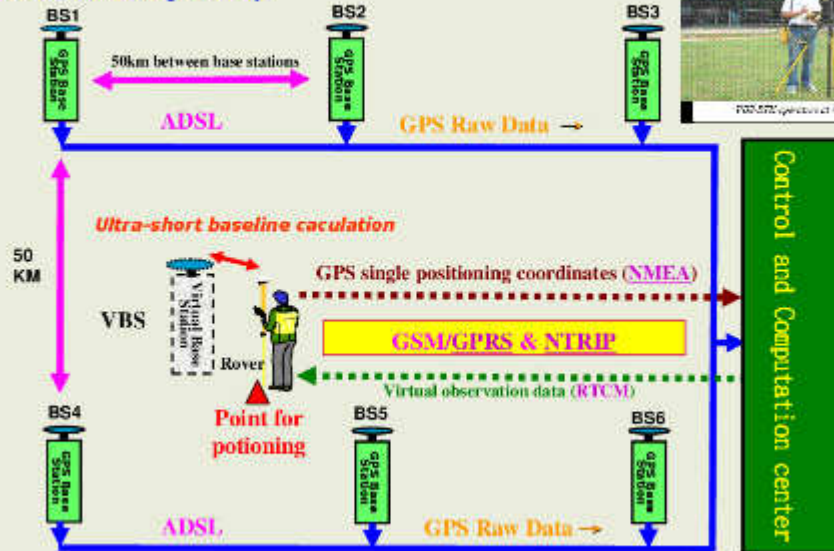 BS1
BS2
BS3
GPS Base
Station
GPS Base
Station
GPS Base
Station
50km between base stations
ADSL
GPS Raw Data →
50
KM
Ultra-short baseline caculation
VBS
Virtual Base
Station
Rover
GPS single positioning coordinates (NMEA)
GSM/GPRS & NTRIP
Virtual observation data (RTCM)
Point for
potioning
Control and Computation center
BS4
BS5
BS6
GPS Base
Station
GPS Base
Station
GPS Base
Station
ADSL
GPS Raw Data →